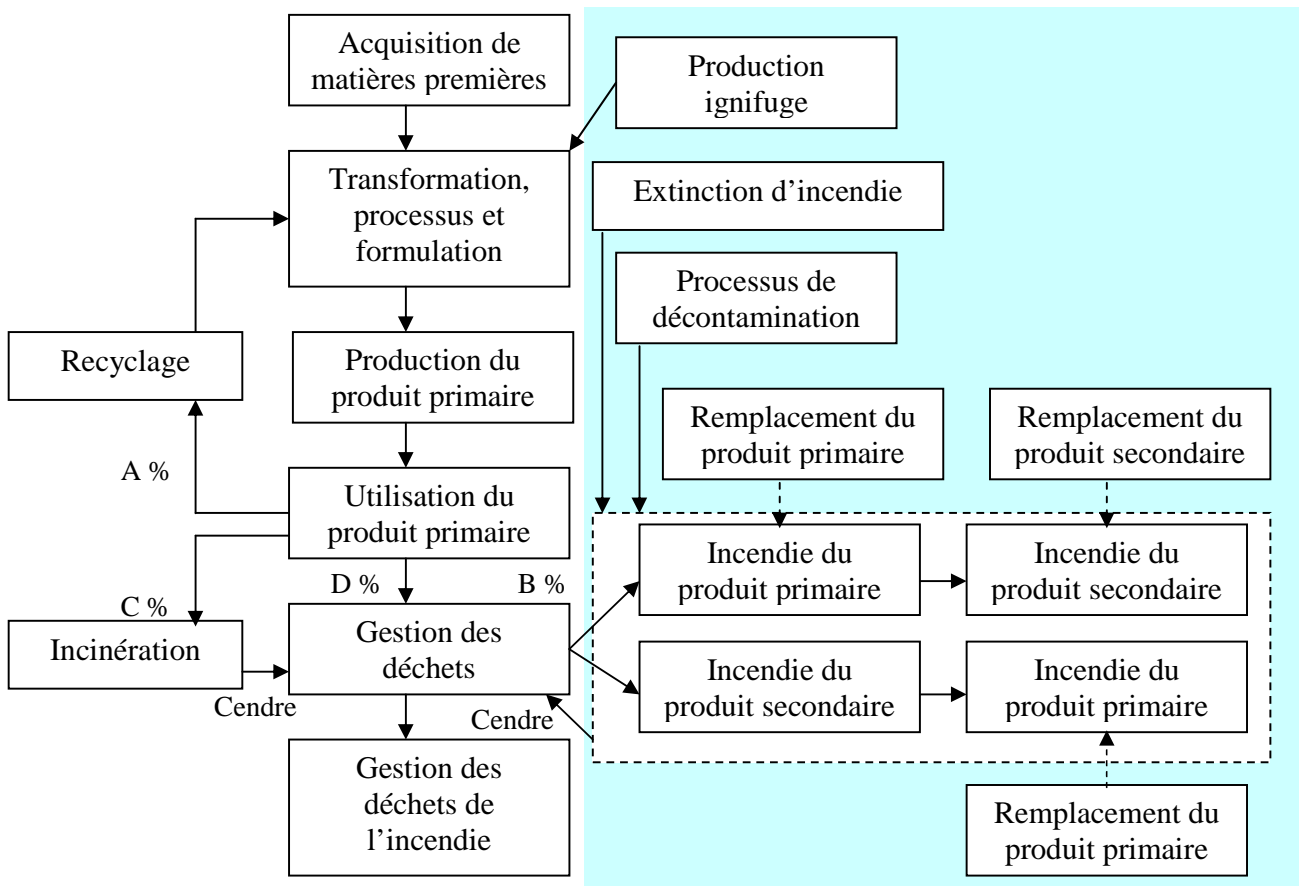 Acquisition de
matières premières
Production
ignifuge
Transformation,
processus et
formulation
Extinction d'incendie
Processus de
décontamination
Recyclage
Production du
produit primaire
Remplacement du
produit primaire
Remplacement du
produit secondaire
A %
Utilisation du
produit primaire
Incendie du
produit primaire
Incendie du
produit secondaire
D %
B %
C %
Incinération
Gestion des
déchets
Incendie du
produit secondaire
Incendie du
produit primaire
Cendre
Cendre
Gestion des
déchets de
l'incendie
Remplacement du
produit primaire